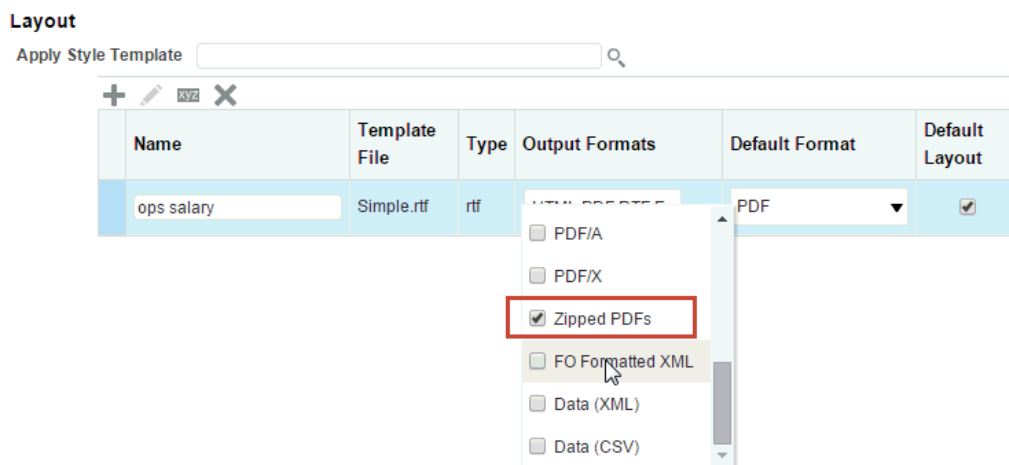 Layout
Apply Style Template
xyz
Name
Template File
Type
Output Formats
Default Format
Default Layout
ops salary
Simple.rtf
rtf
PDF
PDF/A
PDF/X
Zipped PDFs
FO Formatted XML
Data (XML)
Data (CSV)